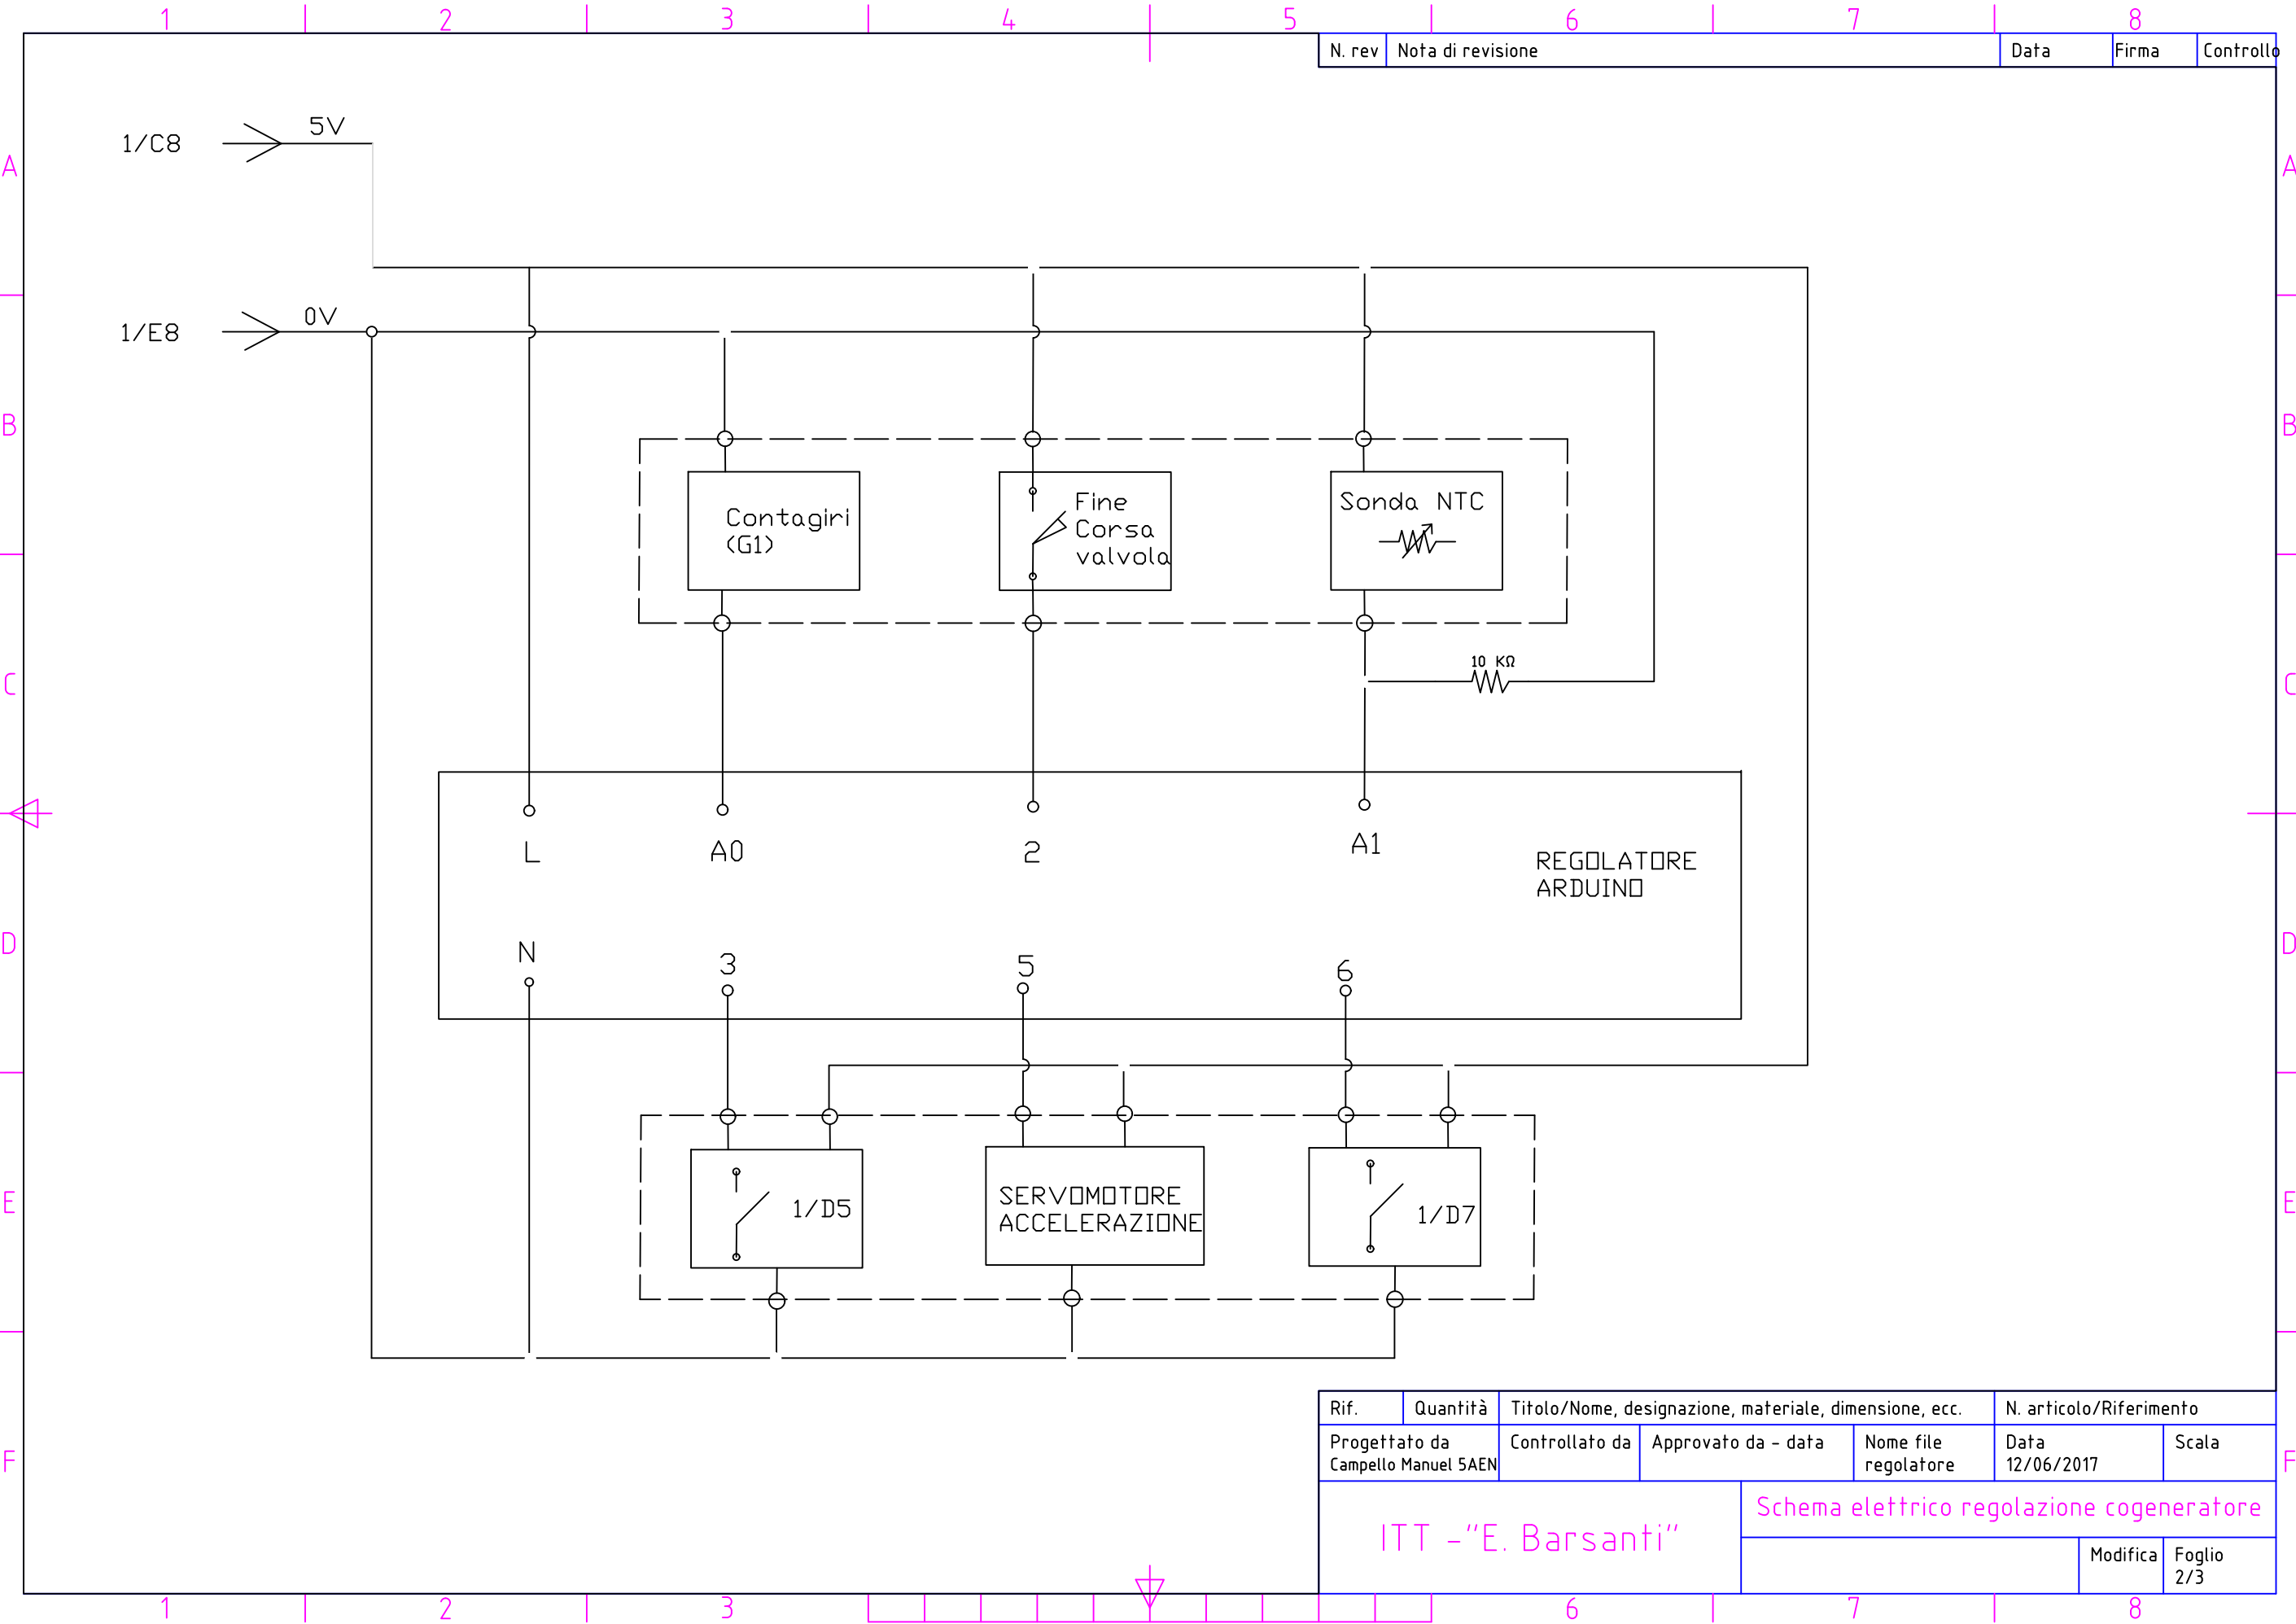 1 2 3 4 5 6 7 8
N. rev Nota di revisione Data Firma Controllo
5V
1/C8
A A
0V
1/E8
B B
Contagiri
(G1)
Fine
Corsa
valvola
Sonda NTC
10 KΩ
C C
L A0 2 A1
REGOLATORE
ARDUINO
D D
N 3 5 6
1/D5
SERVOMOTORE
ACCELERAZIONE
1/D7
E E
Rif. Quantità Titolo/Nome, designazione, materiale, dimensione, ecc. N. articolo/Riferimento
Progettato da Controllato da Approvato da - data Nome file Data Scala
Campello Manuel 5AEN regolatore 12/06/2017
F F
Schema elettrico regolazione cogeneratore
ITT -"E. Barsanti"
Modifica Foglio
2/3
1 2 3 6 7 8